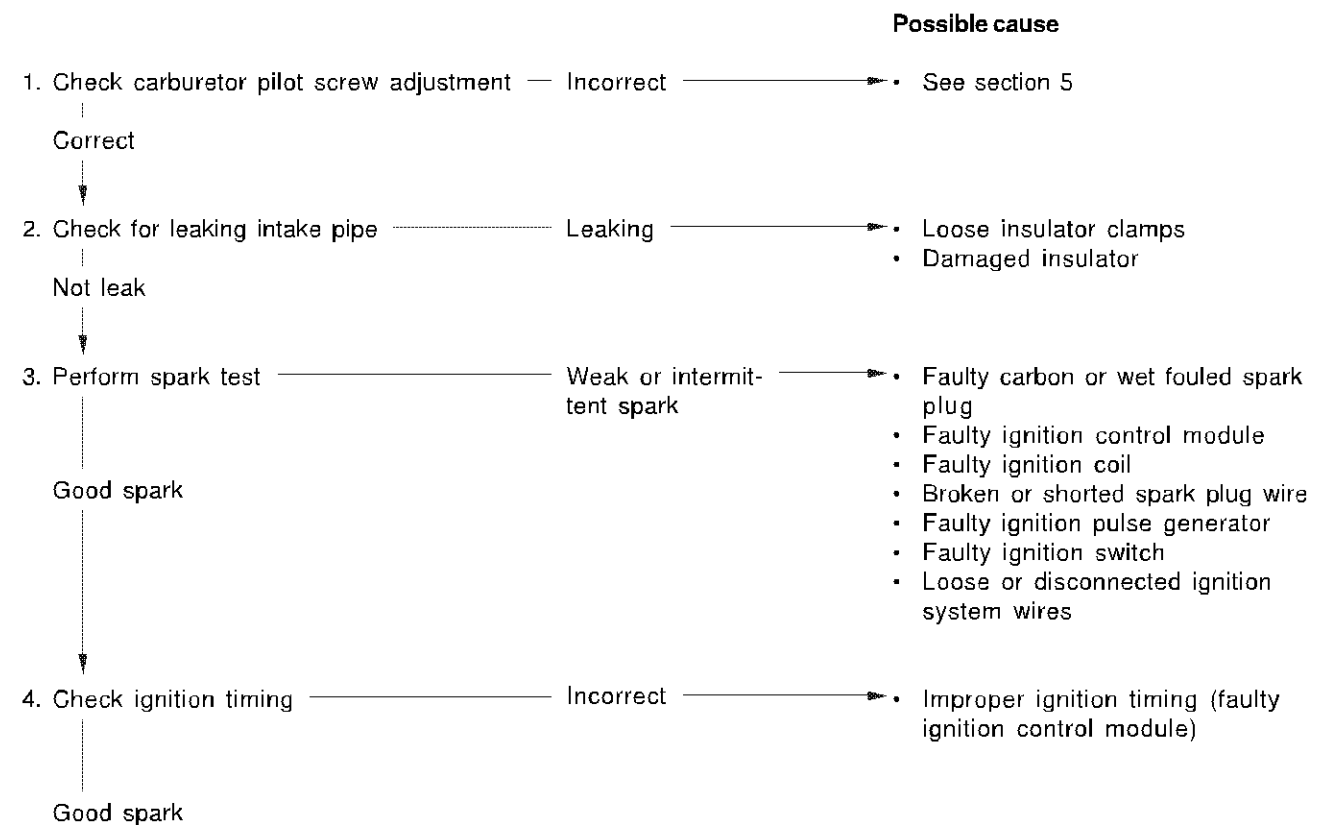 Possible cause
1. Check carburetor pilot screw adjustment Incorrect • See section 5
Correct
2. Check for leaking intake pipe Leaking • Loose insulator clamps
• Damaged insulator
Not leak
3. Perform spark test Weak or intermit- • Faulty carbon or wet fouled spark
tent spark plug
• Faulty ignition control module
• Faulty ignition coil
Good spark • Broken or shorted spark plug wire
• Faulty ignition pulse generator
• Faulty ignition switch
• Loose or disconnected ignition
system wires
4. Check ignition timing Incorrect • Improper ignition timing (faulty
ignition control module)
Good spark